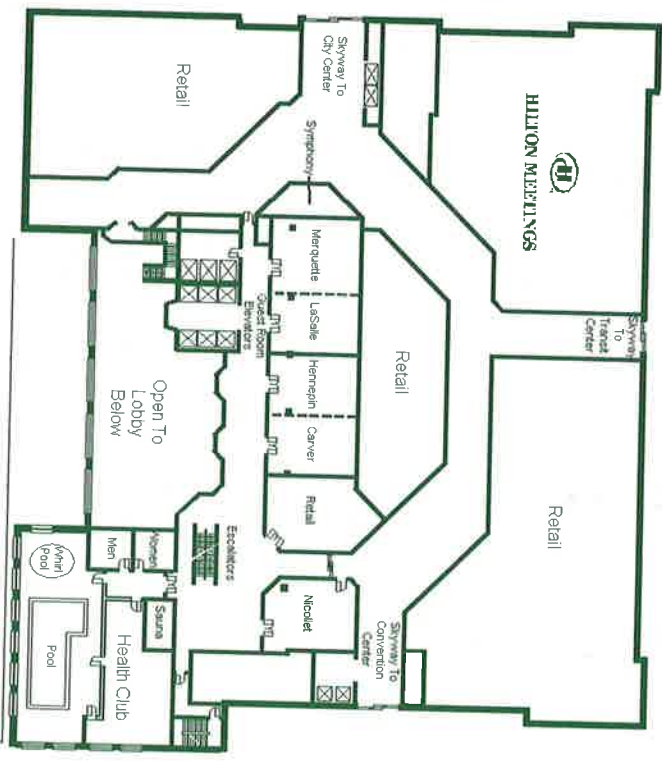 Skyway To
City Center
Retail
Symphony
HILTON MEETINGS
H
Skyway
To
Transit
Center
Marquette
LaSalle
Hennepin
Carver
Retail
Retail
Guest Room
Elevators
Open To
Lobby
Below
Retail
Escalators
Nicollet
Skyway To
Convention
Center
Women
Men
Whirl
Pool
Sauna
Health Club
Pool